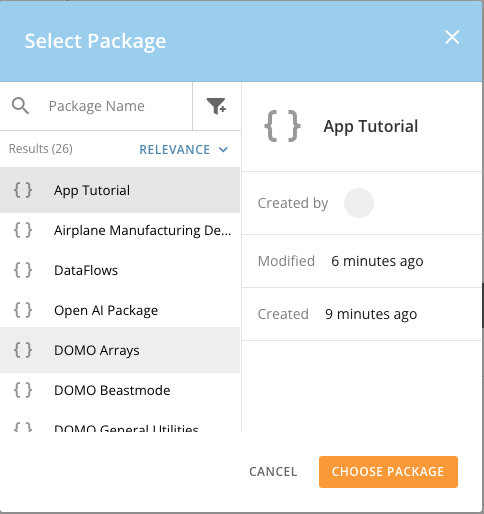 Select Package
Package Name
Results (26)
RELEVANCE
{ } App Tutorial
{ } Airplane Manufacturing De...
{ } DataFlows
{ } Open AI Package
{ } DOMO Arrays
{ } DOMO Beastmode
{ } DOMO General Utilities
{ } App Tutorial
Created by
Modified 6 minutes ago
Created 9 minutes ago
CANCEL
CHOOSE PACKAGE